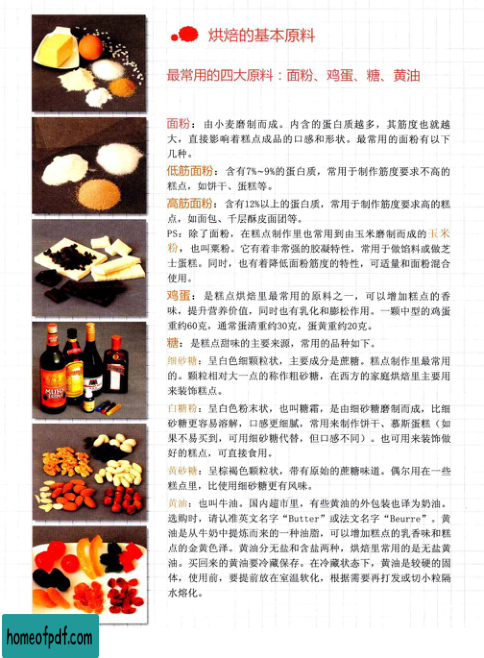 烘焙的基本原料
最常用的四大原料：面粉、鸡蛋、糖、黄油
面粉：由小麦磨制而成。内含的蛋白质越多，其筋度也就越
大，直接影响着糕点成品的口感和形状。最常用的面粉有以下
几种。
低筋面粉：含有7%~9%的蛋白质，常用于制作筋度要求不高的
糕点，如饼干、蛋糕等。
高筋面粉：含有12%以上的蛋白质，常用于制作筋度要求高的糕
点，如面包、千层酥皮面团等。
PS：除了面粉，在糕点制作里也常用到由玉米磨制而成的玉米
粉，也叫粟粉。它有着非常强的胶凝特性，常用于做馅料或做芝
士蛋糕。同时，也有着降低面粉筋度的特性，可适量和面粉混合
使用。
鸡蛋：是糕点烘焙里最常用的原料之一，可以增加糕点的香
味，提升营养价值，同时也有乳化和膨松作用。一颗中型的鸡蛋
重约60克，通常蛋清重约30克，蛋黄重约20克。
糖：是糕点甜味的主要来源，常用的品种如下。
细砂糖：呈白色细颗粒状，主要成分是蔗糖。糕点制作里最常用
的。颗粒相对大一点的称作粗砂糖，在西方的家庭烘焙里主要用
来装饰糕点。
白糖粉：呈白色粉末状，也叫糖霜，是由细砂糖磨制而成，比细
砂糖更容易溶解，口感更细腻，常用来制作饼干、慕斯蛋糕（如
果不易买到，可用细砂糖代替，但口感不同）。也可用来装饰做
好的糕点，可直接食用。
黄砂糖：呈棕褐色颗粒状，带有原始的蔗糖味道。偶尔用在一些
糕点里，比使用细砂糖更有风味。
黄油：也叫牛油。国内超市里，有些黄油的外包装也译为奶油。
选购时，请认准英文名字“Butter”或法文名字“Beurre”。黄
油是从牛奶中提炼而来的一种油脂，可以增加糕点的乳香味和糕
点的金黄色泽。黄油分无盐和含盐两种，烘焙里常用的是无盐黄
油。买回来的黄油要冷藏保存。在冷藏状态下，黄油是较硬的固
体，使用前，要提前放在室温软化，根据需要再打发或切小粒隔
水熔化。
homeofpdf.com